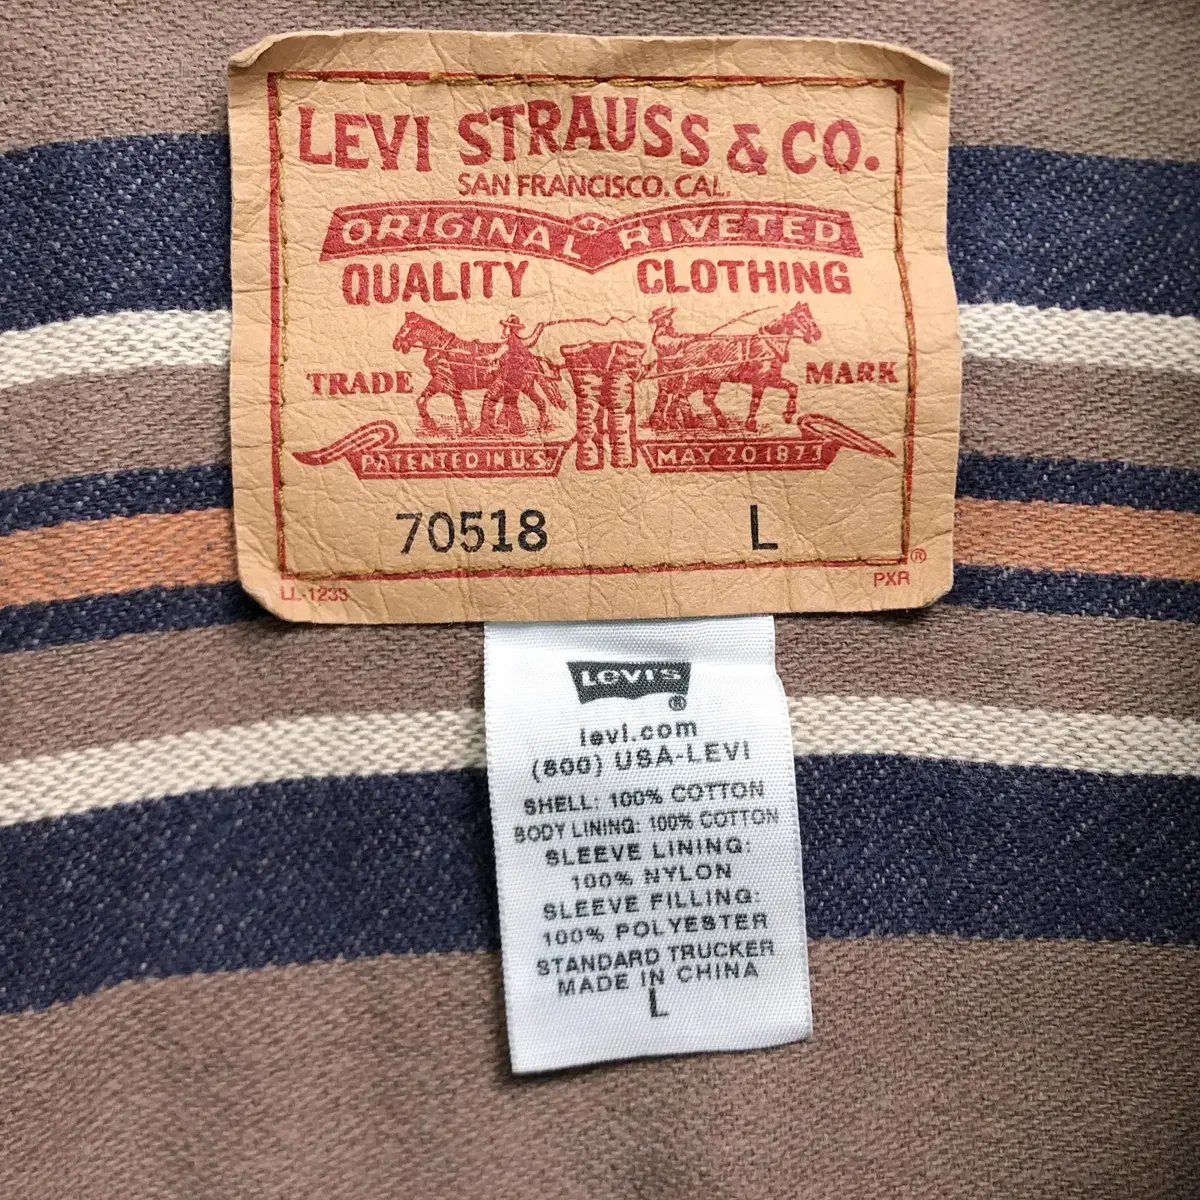 LEVI STRAUSS & CO.
SAN FRANCISCO, CAL.
ORIGINAL RIVETED
QUALITY CLOTHING
TRADE MARK
PATENTED IN U.S. MAY 20 1873
70518 L
LL-1233 PXR ®
LEVI'S
®
levi.com
(800) USA-LEVI
SHELL: 100% COTTON
BODY LINING: 100% COTTON
SLEEVE LINING:
100% NYLON
SLEEVE FILLING:
100% POLYESTER
STANDARD TRUCKER
MADE IN CHINA
L